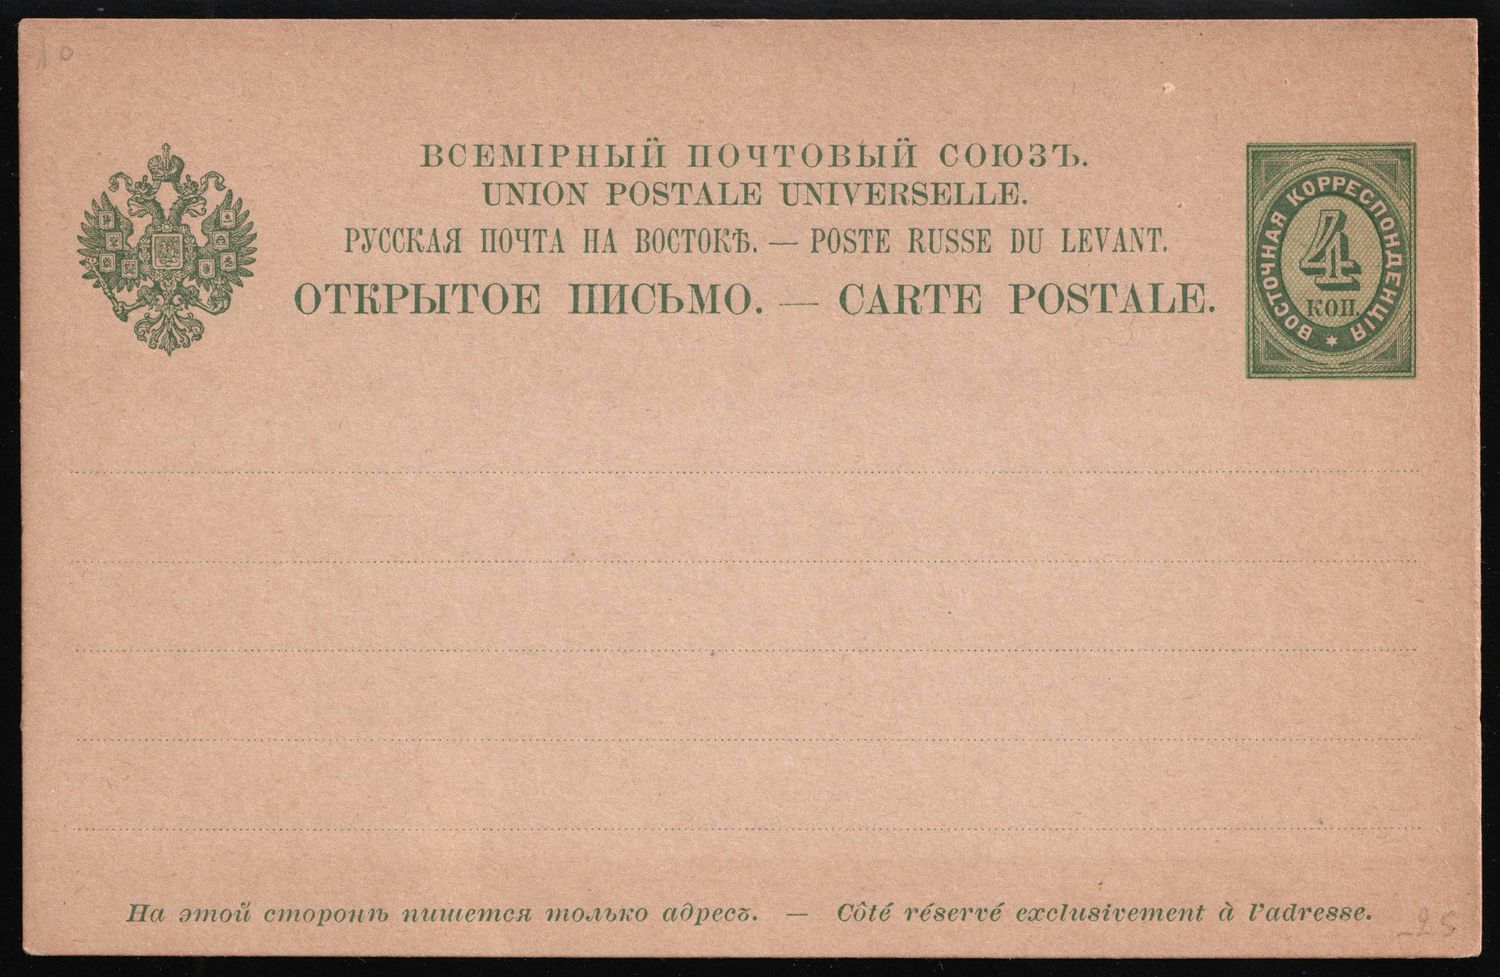 10
ВСЕМІРНЫЙ ПОЧТОВЫЙ СОЮЗЪ.
UNION POSTALE UNIVERSELLE.
РУССКАЯ ПОЧТА НА ВОСТОКѢ. — POSTE RUSSE DU LEVANT.
ОТКРЫТОЕ ПИСЬМО. — CARTE POSTALE.
ВОСТОЧНАЯ КОРРЕСПОНДЕНЦІЯ
4
КОП.
На этой сторонѣ пишется только адресъ. — Côté réservé exclusivement à l'adresse.